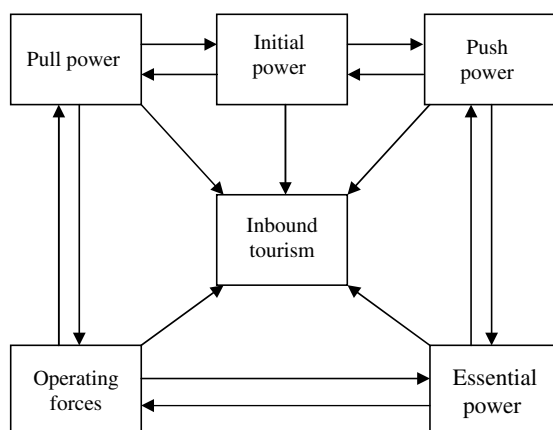 Pull power
Initial
power
Push
power
Inbound
tourism
Operating
forces
Essential
power